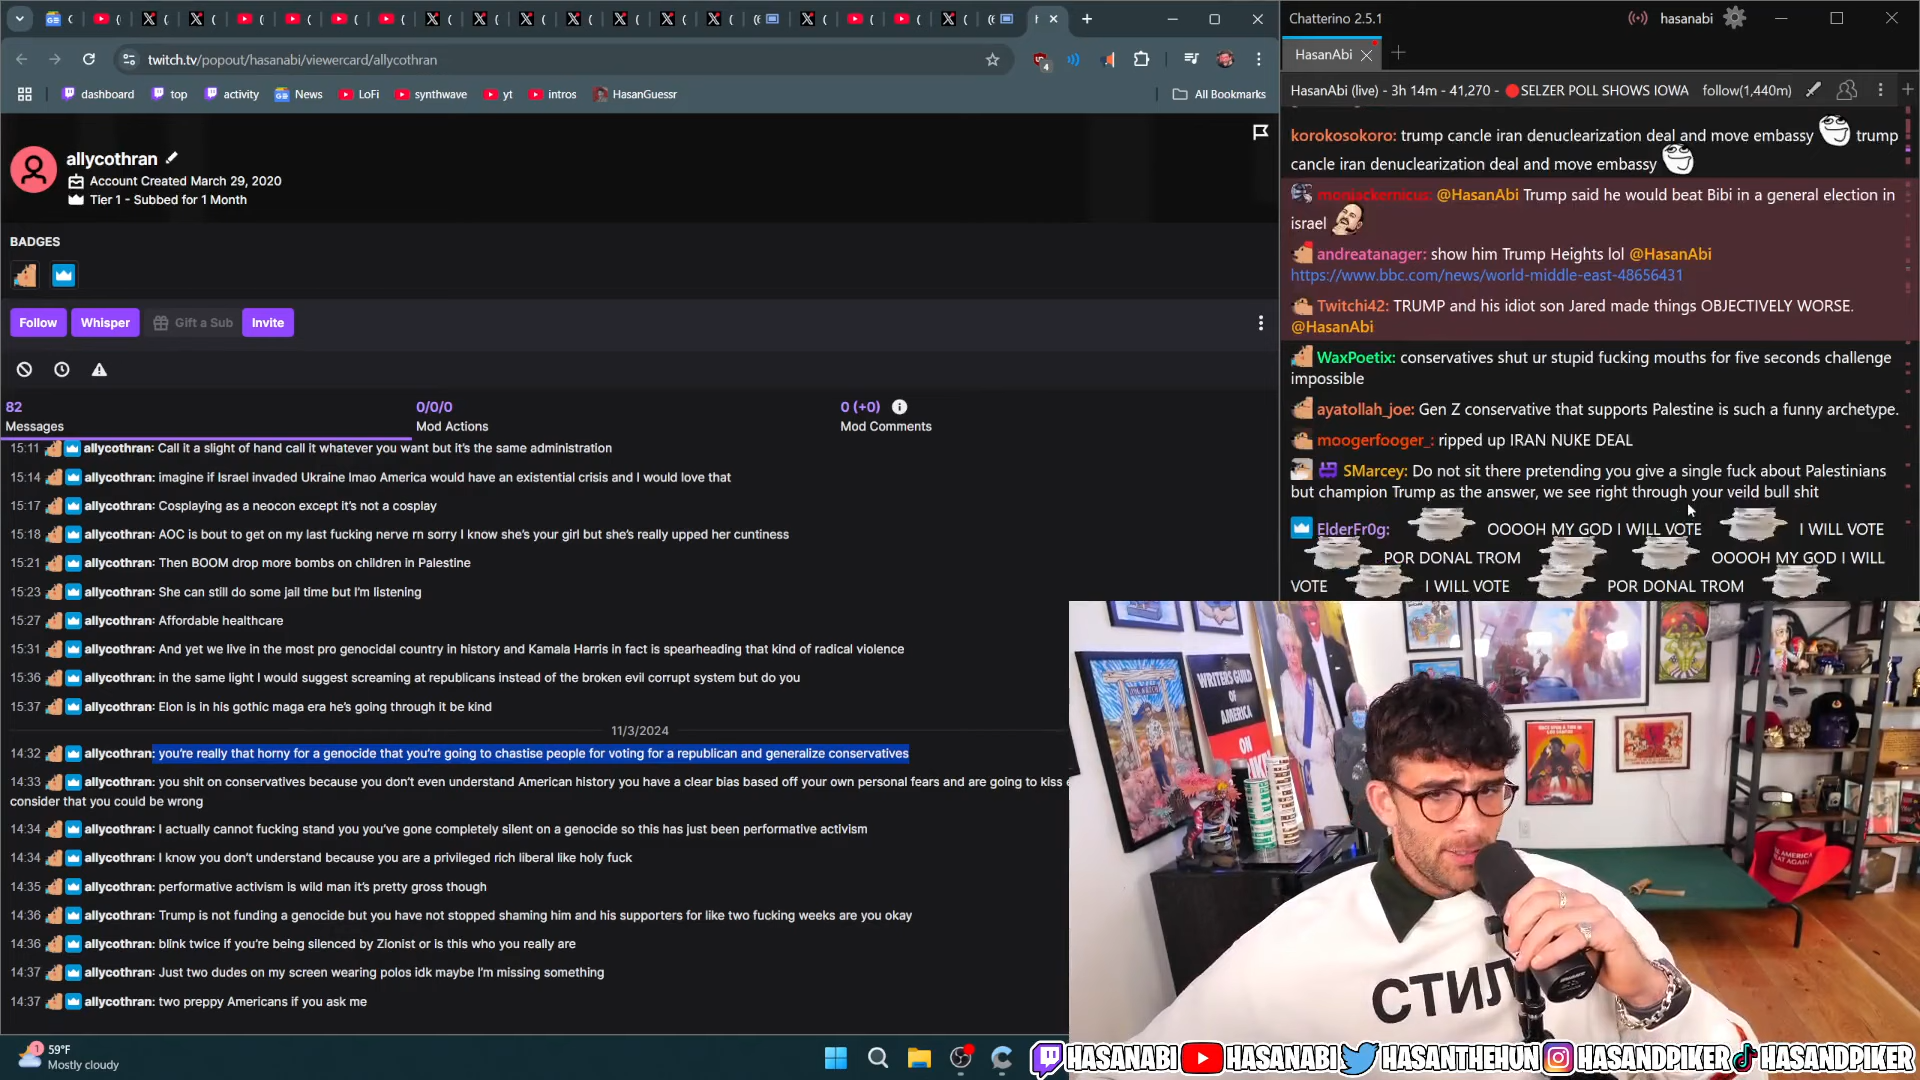 twitch.tv/popout/hasanabi/viewercard/allycothran
4
dashboard top activity News LoFi synthwave yt intros HasanGuessr All Bookmarks
allycothran
Account Created March 29, 2020
Tier 1 - Subbed for 1 Month
BADGES
Follow Whisper Gift a Sub Invite
82 0/0/0 0 (+0)
Messages Mod Actions Mod Comments
15:11 allycothran: Call it a slight of hand call it whatever you want but it's the same administration
15:14 allycothran: imagine if Israel invaded Ukraine lmao America would have an existential crisis and I would love that
15:17 allycothran: Cosplaying as a neocon except it's not a cosplay
15:18 allycothran: AOC is bout to get on my last fucking nerve rn sorry I know she's your girl but she's really upped her cuntiness
15:21 allycothran: Then BOOM drop more bombs on children in Palestine
15:23 allycothran: She can still do some jail time but I'm listening
15:27 allycothran: Affordable healthcare
15:31 allycothran: And yet we live in the most pro genocidal country in history and Kamala Harris in fact is spearheading that kind of radical violence
15:36 allycothran: in the same light I would suggest screaming at republicans instead of the broken evil corrupt system but do you
15:37 allycothran: Elon is in his gothic maga era he's going through it be kind
11/3/2024
14:32 allycothran: you're really that horny for a genocide that you're going to chastise people for voting for a republican and generalize conservatives
14:33 allycothran: you shit on conservatives because you don't even understand American history you have a clear bias based off your own personal fears and are going to kiss
consider that you could be wrong
14:34 allycothran: I actually cannot fucking stand you you've gone completely silent on a genocide so this has just been performative activism
14:34 allycothran: I know you don't understand because you are a privileged rich liberal like holy fuck
14:35 allycothran: performative activism is wild man it's pretty gross though
14:36 allycothran: Trump is not funding a genocide but you have not stopped shaming him and his supporters for like two fucking weeks are you okay
14:36 allycothran: blink twice if you're being silenced by Zionist or is this who you really are
14:37 allycothran: Just two dudes on my screen wearing polos idk maybe I'm missing something
14:37 allycothran: two preppy Americans if you ask me
1 59°F
Mostly cloudy
Chatterino 2.5.1 hasanabi
HasanAbi
HasanAbi (live) - 3h 14m - 41,270 - SELZER POLL SHOWS IOWA follow(1,440m)
korokosokoro: trump cancle iran denuclearization deal and move embassy trump
cancle iran denuclearization deal and move embassy
monjackernicus: @HasanAbi Trump said he would beat Bibi in a general election in
israel
andreatanager: show him Trump Heights lol @HasanAbi
https://www.bbc.com/news/world-middle-east-48656431
Twitchi42: TRUMP and his idiot son Jared made things OBJECTIVELY WORSE.
@HasanAbi
WaxPoetix: conservatives shut ur stupid fucking mouths for five seconds challenge
impossible
ayatollah_joe: Gen Z conservative that supports Palestine is such a funny archetype.
moogerfooger_: ripped up IRAN NUKE DEAL
SMarcey: Do not sit there pretending you give a single fuck about Palestinians
but champion Trump as the answer, we see right through your veild bull shit
ElderFr0g: OOOOH MY GOD I WILL VOTE I WILL VOTE
POR DONAL TROM OOOOH MY GOD I WILL
VOTE I WILL VOTE POR DONAL TROM
WRITERS GUILD
OF
AMERICA
ON
СТИЛ
HASANABI HASANABI HASANTHEHUN HASANDPIKER HASANDPIKER